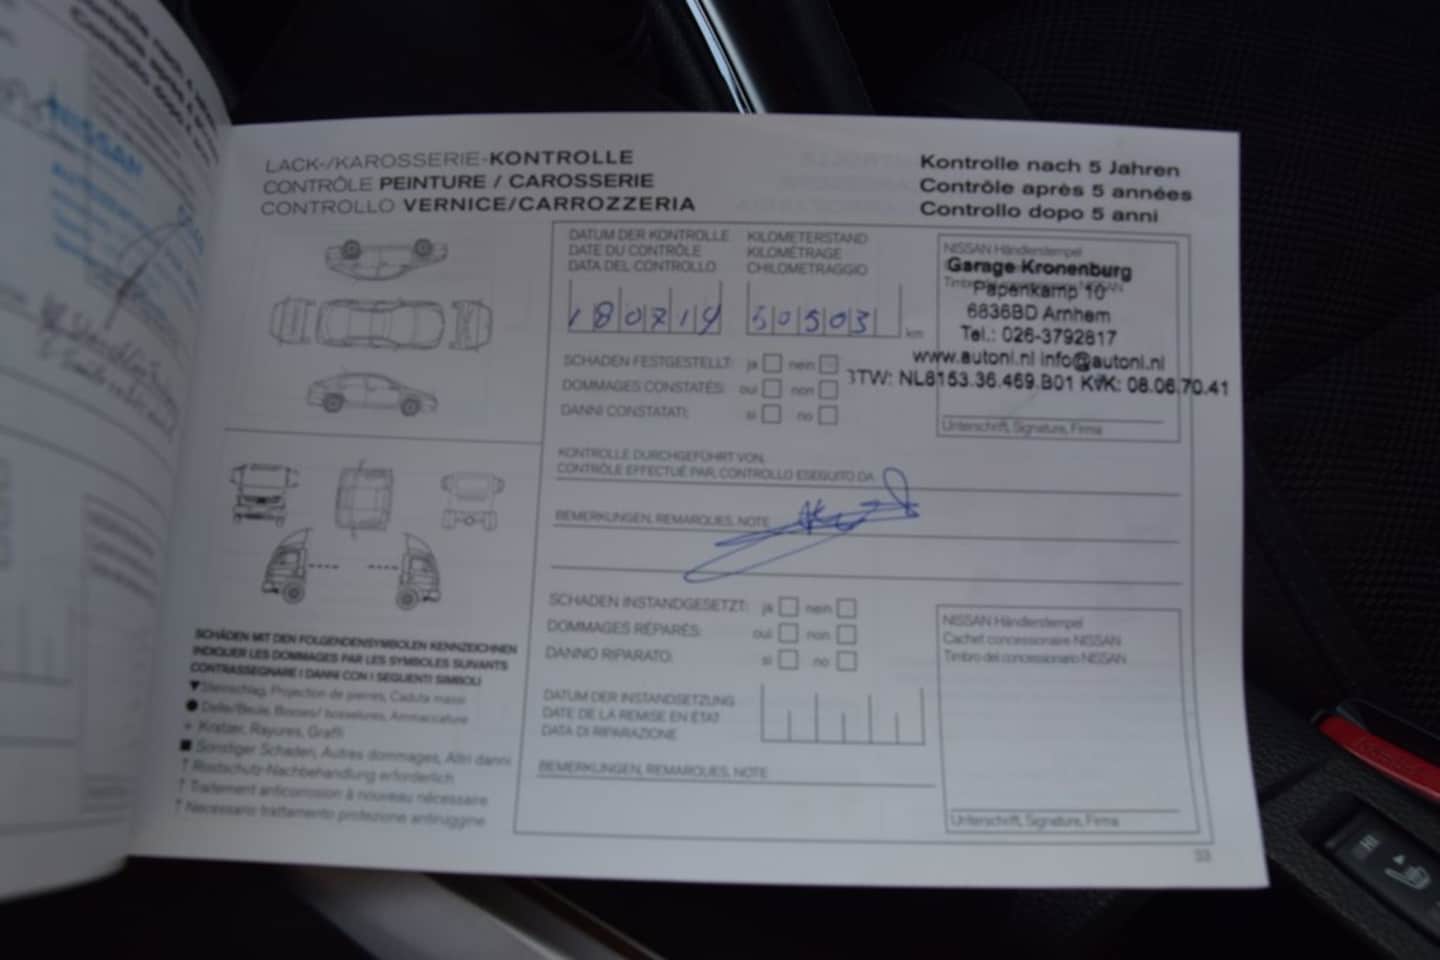 NISSAN
LACK-/KAROSSERIE-KONTROLLE
CONTRÔLE PEINTURE / CAROSSERIE
CONTROLLO VERNICE/CARROZZERIA
Kontrolle nach 5 Jahren
Contrôle après 5 années
Controllo dopo 5 anni
DATUM DER KONTROLLE
DATE DU CONTRÔLE
DATA DEL CONTROLLO
180714
KILOMETERSTAND
KILOMÉTRAGE
CHILOMETRAGGIO
50503 km
NISSAN Händlerstempel
Garage Kronenburg
Papenkamp 10
6836BD Arnhem
Tel.: 026-3792817
www.autoni.nl info@autoni.nl
BTW: NL8153.36.469.B01 KVK: 08.06.70.41
Unterschrift, Signature, Firma
SCHADEN FESTGESTELLT: ja nein
DOMMAGES CONSTATÉS: oui non
DANNI CONSTATATI: si no
KONTROLLE DURCHGEFÜHRT VON,
CONTRÔLE EFFECTUÉ PAR, CONTROLLO ESEGUITO DA
BEMERKUNGEN, REMARQUES, NOTE
SCHADEN INSTANDGESETZT: ja nein
DOMMAGES RÉPARÉS: oui non
DANNO RIPARATO: si no
DATUM DER INSTANDSETZUNG
DATE DE LA REMISE EN ÉTAT
DATA DI RIPARAZIONE
BEMERKUNGEN, REMARQUES, NOTE
NISSAN Händlerstempel
Cachet concessionaire NISSAN
Timbro del concessionario NISSAN
Unterschrift, Signature, Firma
SCHÄDEN MIT DEN FOLGENDENSYMBOLEN KENNZEICHNEN
INDIQUER LES DOMMAGES PAR LES SYMBOLES SUIVANTS
CONTRASSEGNARE I DANNI CON I SEGUENTI SIMBOLI
▼ Steinschlag, Projection de pierres, Caduta massi
● Delle/Beule, Bosses/
+ Kratzer, Rayures, Graffi
■ Sonstiger Schaden, Autres dommages, Altri danni
↑ Rostschutz-Nachbehandlung erforderlich
↑ Traitement anticorrosion à nouveau nécessaire
↑ Necessario trattamento protezione antiruggine
33
HI